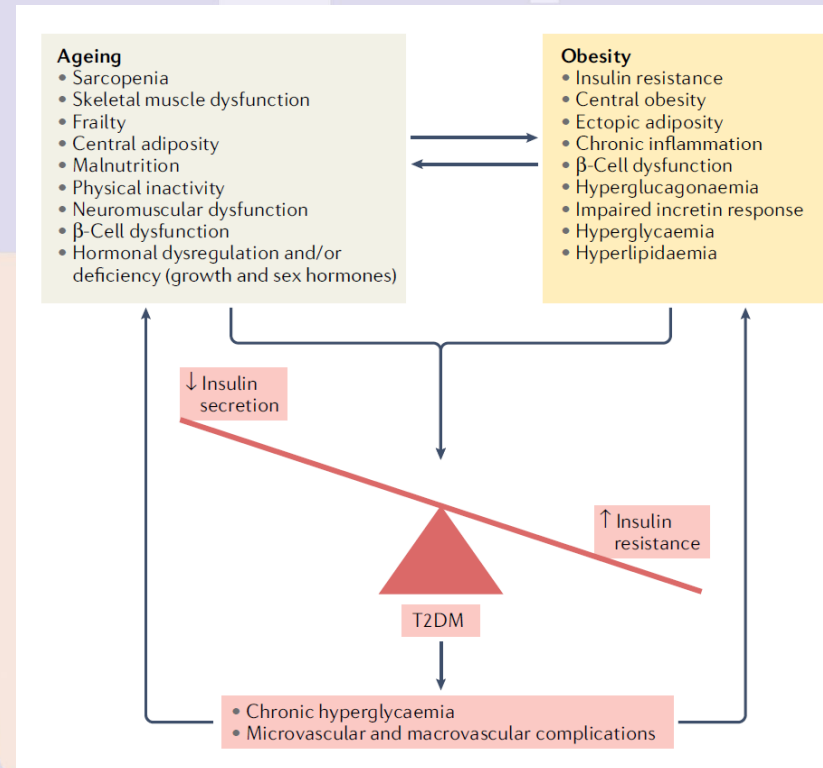 Ageing
• Sarcopenia
• Skeletal muscle dysfunction
• Frailty
• Central adiposity
• Malnutrition
• Physical inactivity
• Neuromuscular dysfunction
• β-Cell dysfunction
• Hormonal dysregulation and/or
deficiency (growth and sex hormones)
Obesity
• Insulin resistance
• Central obesity
• Ectopic adiposity
• Chronic inflammation
• β-Cell dysfunction
• Hyperglucagonaemia
• Impaired incretin response
• Hyperglycaemia
• Hyperlipidaemia
↓ Insulin
secretion
↑ Insulin
resistance
T2DM
• Chronic hyperglycaemia
• Microvascular and macrovascular complications